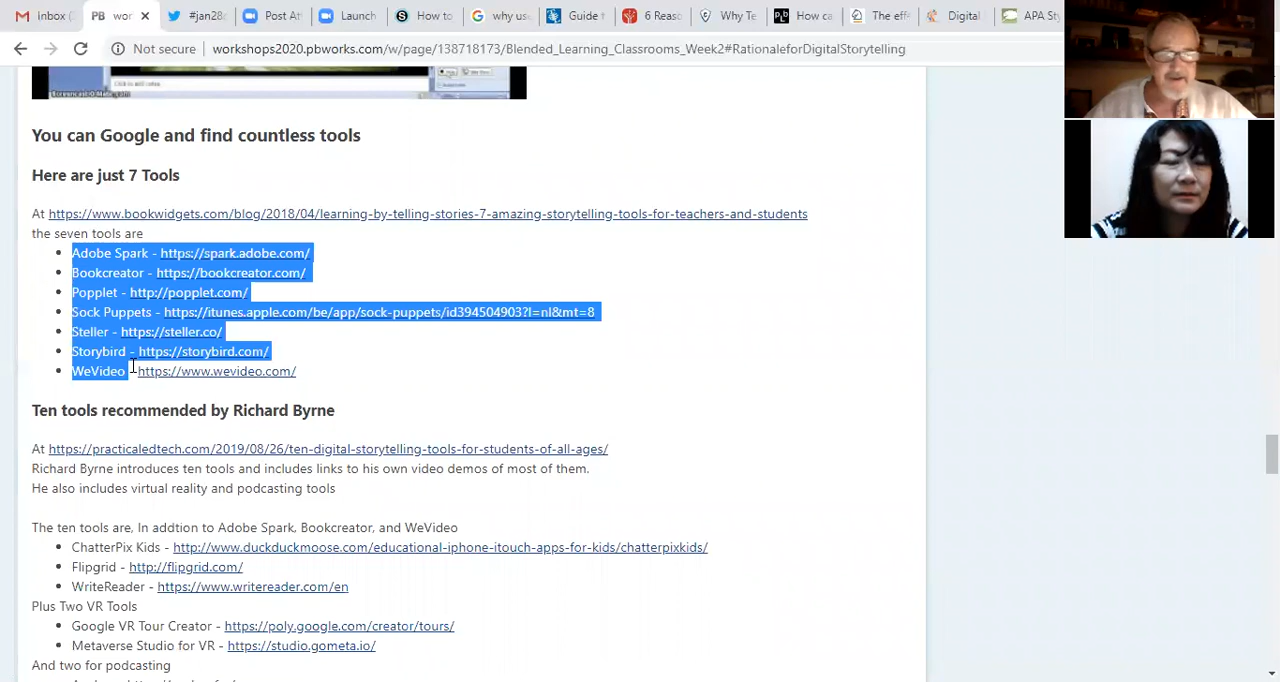 inbox (
PB wor
#jan28
Post At
Launch
How to
why use
Guide t
6 Reaso
Why Te
How ca
The eff
Digital
APA Sty
Not secure
workshops2020.pbworks.com/w/page/138718173/Blended_Learning_Classrooms_Week2#RationaleforDigitalStorytelling
You can Google and find countless tools
Here are just 7 Tools
At https://www.bookwidgets.com/blog/2018/04/learning-by-telling-stories-7-amazing-storytelling-tools-for-teachers-and-students
the seven tools are
Adobe Spark - https://spark.adobe.com/
Bookcreator - https://bookcreator.com/
Popplet - http://popplet.com/
Sock Puppets - https://itunes.apple.com/be/app/sock-puppets/id394504903?l=nl&mt=8
Steller - https://steller.co/
Storybird - https://storybird.com/
WeVideo - https://www.wevideo.com/
Ten tools recommended by Richard Byrne
At https://practicaledtech.com/2019/08/26/ten-digital-storytelling-tools-for-students-of-all-ages/
Richard Byrne introduces ten tools and includes links to his own video demos of most of them.
He also includes virtual reality and podcasting tools
The ten tools are, In addtion to Adobe Spark, Bookcreator, and WeVideo
ChatterPix Kids - http://www.duckduckmoose.com/educational-iphone-itouch-apps-for-kids/chatterpixkids/
Flipgrid - http://flipgrid.com/
WriteReader - https://www.writereader.com/en
Plus Two VR Tools
Google VR Tour Creator - https://poly.google.com/creator/tours/
Metaverse Studio for VR - https://studio.gometa.io/
And two for podcasting